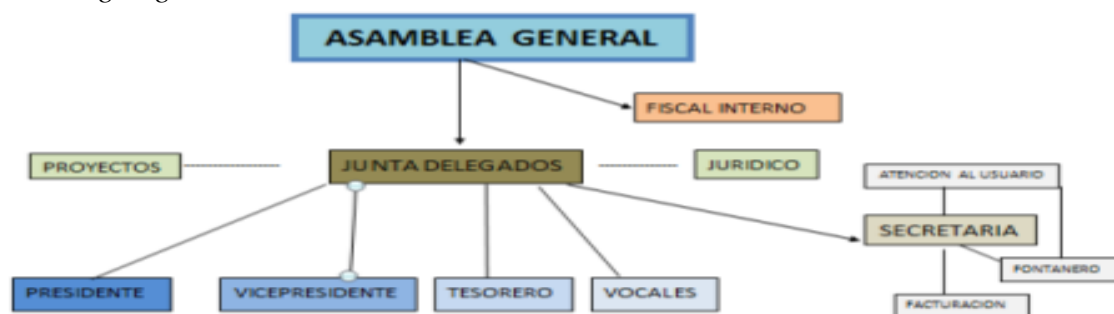 ASAMBLEA GENERAL
FISCAL INTERNO
PROYECTOS
JUNTA DELEGADOS
JURIDICO
ATENCION AL USUARIO
SECRETARIA
FONTANERO
PRESIDENTE
VICEPRESIDENTE
TESORERO
VOCALES
FACTURACION